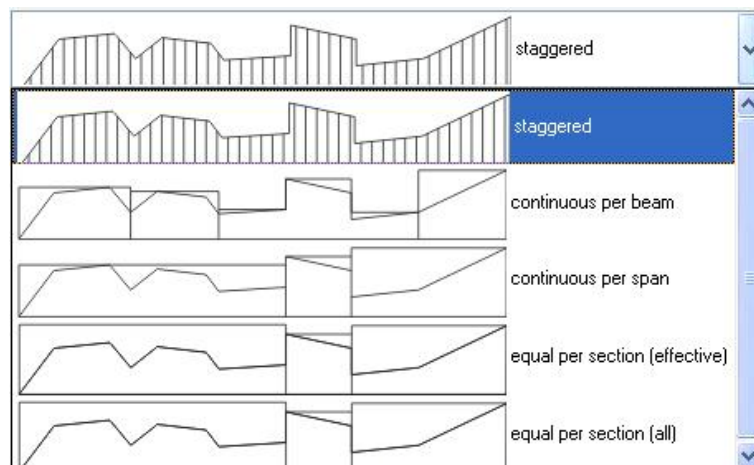 staggered
staggered
continuous per beam
continuous per span
equal per section (effective)
equal per section (all)